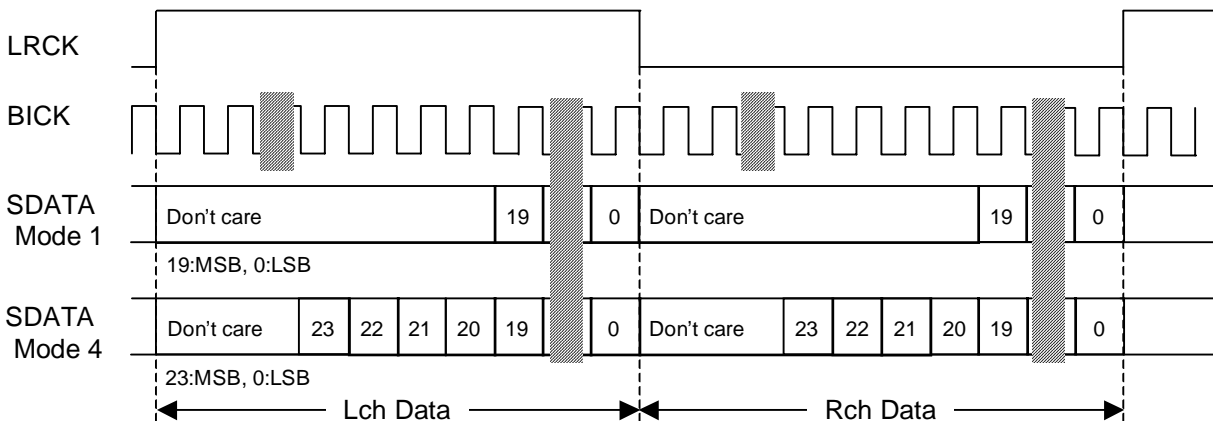 LRCK
BICK
SDATA
Mode 1
Don't care 19 0 Don't care 19 0
19:MSB, 0:LSB
SDATA
Mode 4
Don't care 23 22 21 20 19 0 Don't care 23 22 21 20 19 0
23:MSB, 0:LSB
Lch Data Rch Data